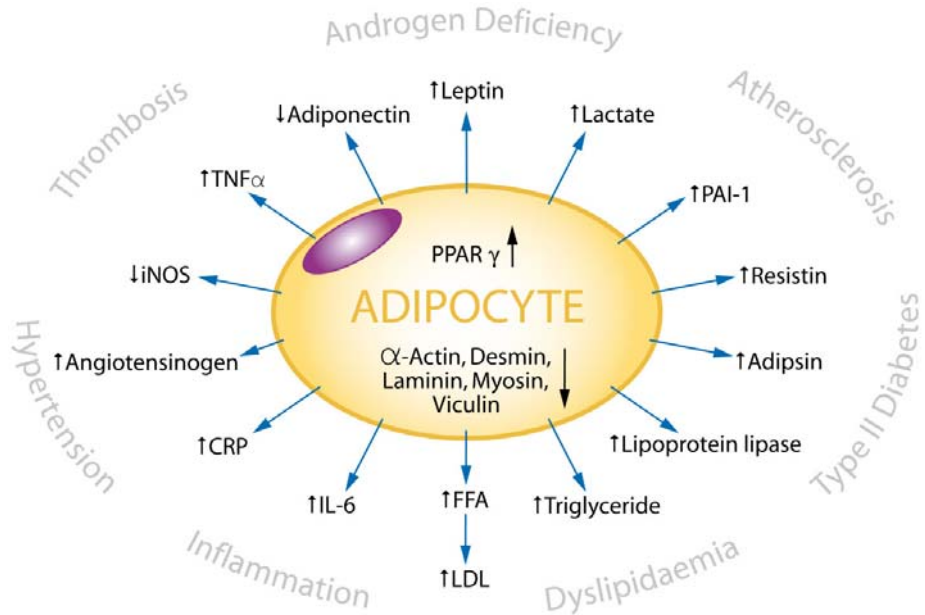 Androgen Deficiency
Thrombosis
Atherosclerosis
↑Leptin
↓Adiponectin
↑Lactate
↑TNFα
↑PAI-1
PPAR γ ↑
↓iNOS
↑Resistin
ADIPOCYTE
↑Angiotensinogen
α-Actin, Desmin,
Laminin, Myosin,
Viculin ↓
↑Adipsin
Hypertension
Type II Diabetes
↑CRP
↑Lipoprotein lipase
↑IL-6
↑FFA
↑Triglyceride
↑LDL
Inflammation
Dyslipidaemia